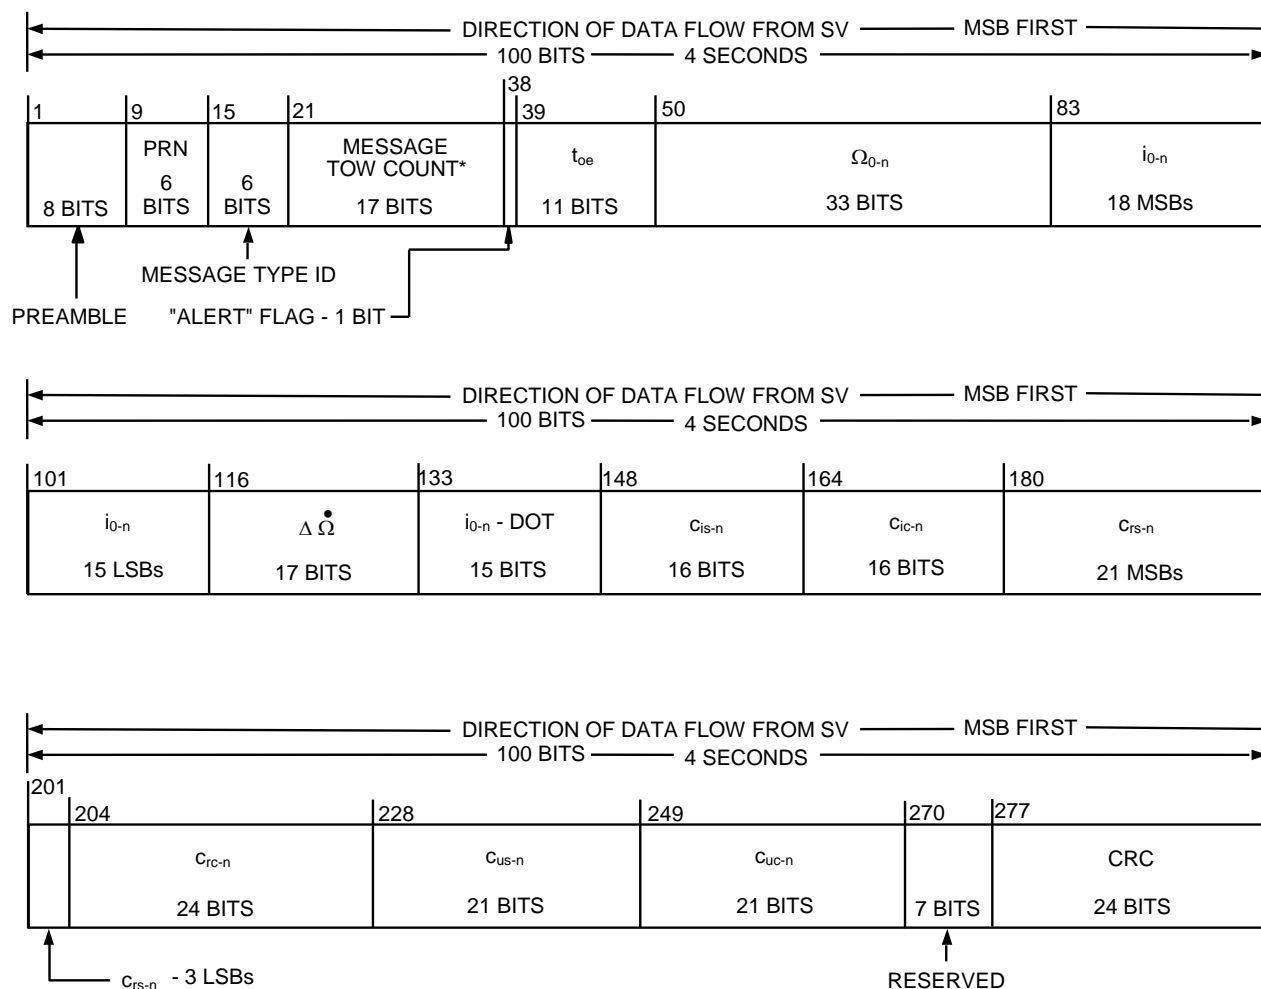 DIRECTION OF DATA FLOW FROM SV MSB FIRST
100 BITS 4 SECONDS
1 9 15 21 38 39 50 83
PRN MESSAGE t_oe Ω_0-n i_0-n
TOW COUNT*
6 6
8 BITS BITS BITS 17 BITS 11 BITS 33 BITS 18 MSBs
MESSAGE TYPE ID
PREAMBLE "ALERT" FLAG - 1 BIT
DIRECTION OF DATA FLOW FROM SV MSB FIRST
100 BITS 4 SECONDS
101 116 133 148 164 180
i_0-n Δ Ω̇ i_0-n - DOT c_is-n c_ic-n c_rs-n
15 LSBs 17 BITS 15 BITS 16 BITS 16 BITS 21 MSBs
DIRECTION OF DATA FLOW FROM SV MSB FIRST
100 BITS 4 SECONDS
201 204 228 249 270 277
c_rc-n c_us-n c_uc-n CRC
24 BITS 21 BITS 21 BITS 7 BITS 24 BITS
c_rs-n - 3 LSBs RESERVED